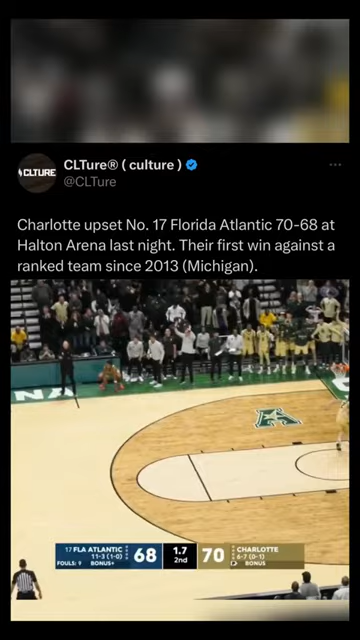 CLTURE
CLTure® ( culture )
@CLTure
Charlotte upset No. 17 Florida Atlantic 70-68 at
Halton Arena last night. Their first win against a
ranked team since 2013 (Michigan).
17 FLA ATLANTIC
11-3 (1-0)
FOULS: 9 BONUS+
68
1.7
2nd
70
CHARLOTTE
6-7 (0-1)
BONUS